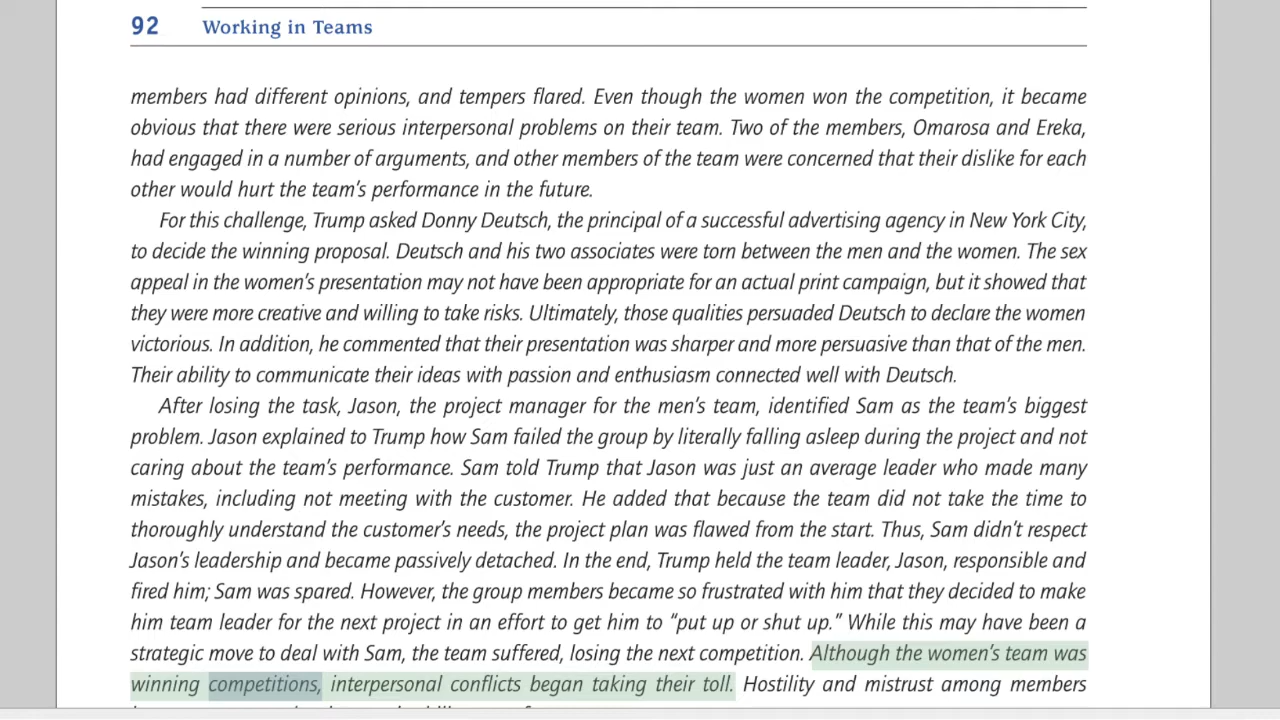 92 Working in Teams
members had different opinions, and tempers flared. Even though the women won the competition, it became
obvious that there were serious interpersonal problems on their team. Two of the members, Omarosa and Ereka,
had engaged in a number of arguments, and other members of the team were concerned that their dislike for each
other would hurt the team’s performance in the future.
For this challenge, Trump asked Donny Deutsch, the principal of a successful advertising agency in New York City,
to decide the winning proposal. Deutsch and his two associates were torn between the men and the women. The sex
appeal in the women’s presentation may not have been appropriate for an actual print campaign, but it showed that
they were more creative and willing to take risks. Ultimately, those qualities persuaded Deutsch to declare the women
victorious. In addition, he commented that their presentation was sharper and more persuasive than that of the men.
Their ability to communicate their ideas with passion and enthusiasm connected well with Deutsch.
After losing the task, Jason, the project manager for the men’s team, identified Sam as the team’s biggest
problem. Jason explained to Trump how Sam failed the group by literally falling asleep during the project and not
caring about the team’s performance. Sam told Trump that Jason was just an average leader who made many
mistakes, including not meeting with the customer. He added that because the team did not take the time to
thoroughly understand the customer’s needs, the project plan was flawed from the start. Thus, Sam didn’t respect
Jason’s leadership and became passively detached. In the end, Trump held the team leader, Jason, responsible and
fired him; Sam was spared. However, the group members became so frustrated with him that they decided to make
him team leader for the next project in an effort to get him to “put up or shut up.” While this may have been a
strategic move to deal with Sam, the team suffered, losing the next competition. Although the women’s team was
winning competitions, interpersonal conflicts began taking their toll. Hostility and mistrust among members